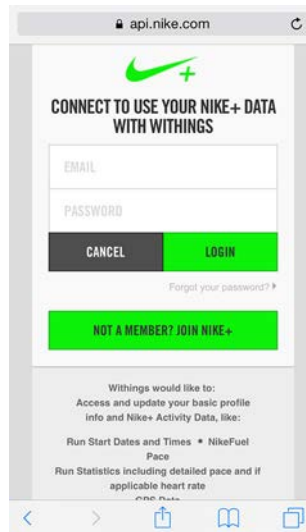 api.nike.com
CONNECT TO USE YOUR NIKE+ DATA
WITH WITHINGS
EMAIL
PASSWORD
CANCEL LOGIN
Forgot your password?
NOT A MEMBER? JOIN NIKE+
Withings would like to:
Access and update your basic profile
info and Nike+ Activity Data, like:
Run Start Dates and Times • NikeFuel
Pace
Run Statistics including detailed pace and if
applicable heart rate
GPS Data